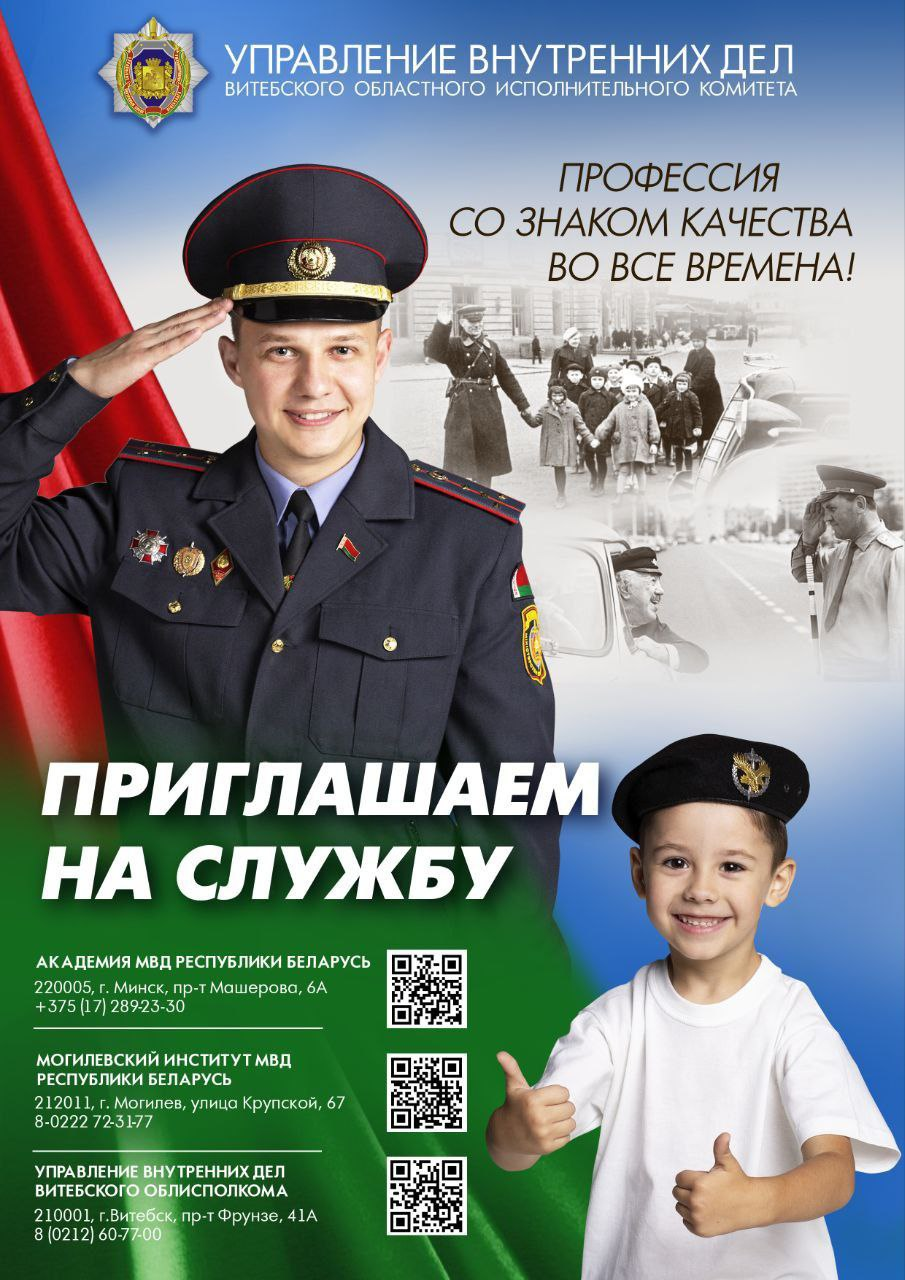 УПРАВЛЕНИЕ ВНУТРЕННИХ ДЕЛ
ВИТЕБСКОГО ОБЛАСТНОГО ИСПОЛНИТЕЛЬНОГО КОМИТЕТА
ПРОФЕССИЯ
СО ЗНАКОМ КАЧЕСТВА
ВО ВСЕ ВРЕМЕНА!
ПРИГЛАШАЕМ
НА СЛУЖБУ
АКАДЕМИЯ МВД РЕСПУБЛИКИ БЕЛАРУСЬ
220005, г. Минск, пр-т Машерова, 6А
+375 (17) 289-23-30
МОГИЛЕВСКИЙ ИНСТИТУТ МВД
РЕСПУБЛИКИ БЕЛАРУСЬ
212011, г. Могилев, улица Крупской, 67
8-0222 72-31-77
УПРАВЛЕНИЕ ВНУТРЕННИХ ДЕЛ
ВИТЕБСКОГО ОБЛИСПОЛКОМА
210001, г.Витебск, пр-т Фрунзе, 41А
8 (0212) 60-77-00